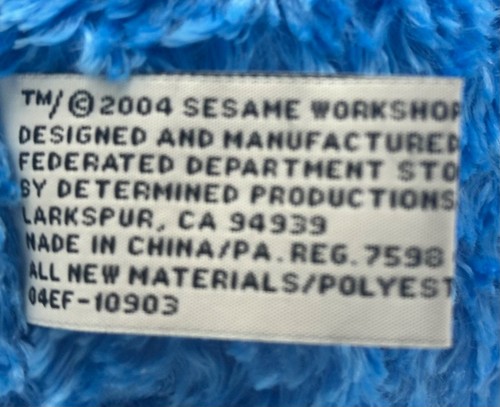 ™/ © 2004 SESAME WORKSHOP
DESIGNED AND MANUFACTURED
FEDERATED DEPARTMENT STO
BY DETERMINED PRODUCTIONS
LARKSPUR, CA 94939
MADE IN CHINA/PA. REG. 7598
ALL NEW MATERIALS/POLYEST
04EF-10903